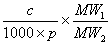 c / (1000 × p) × MW₁ / MW₂